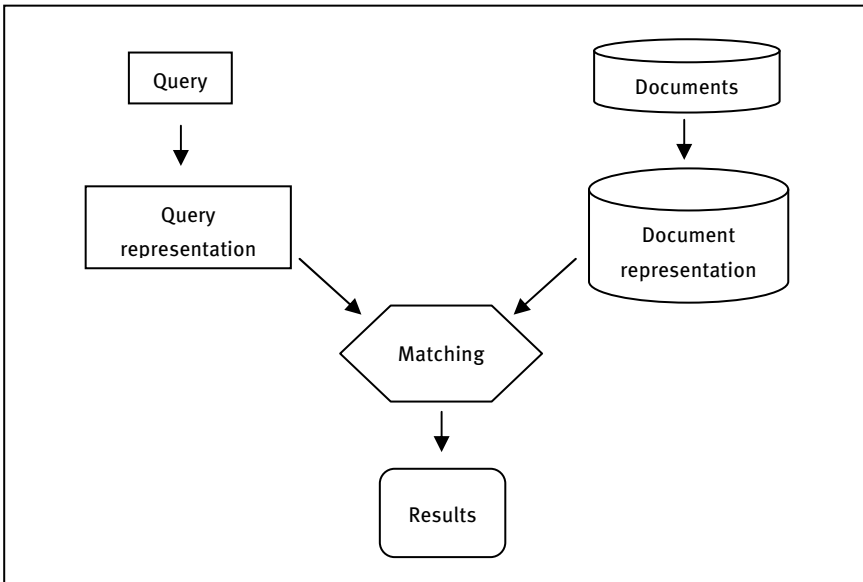 Query
Documents
Query
representation
Document
representation
Matching
Results